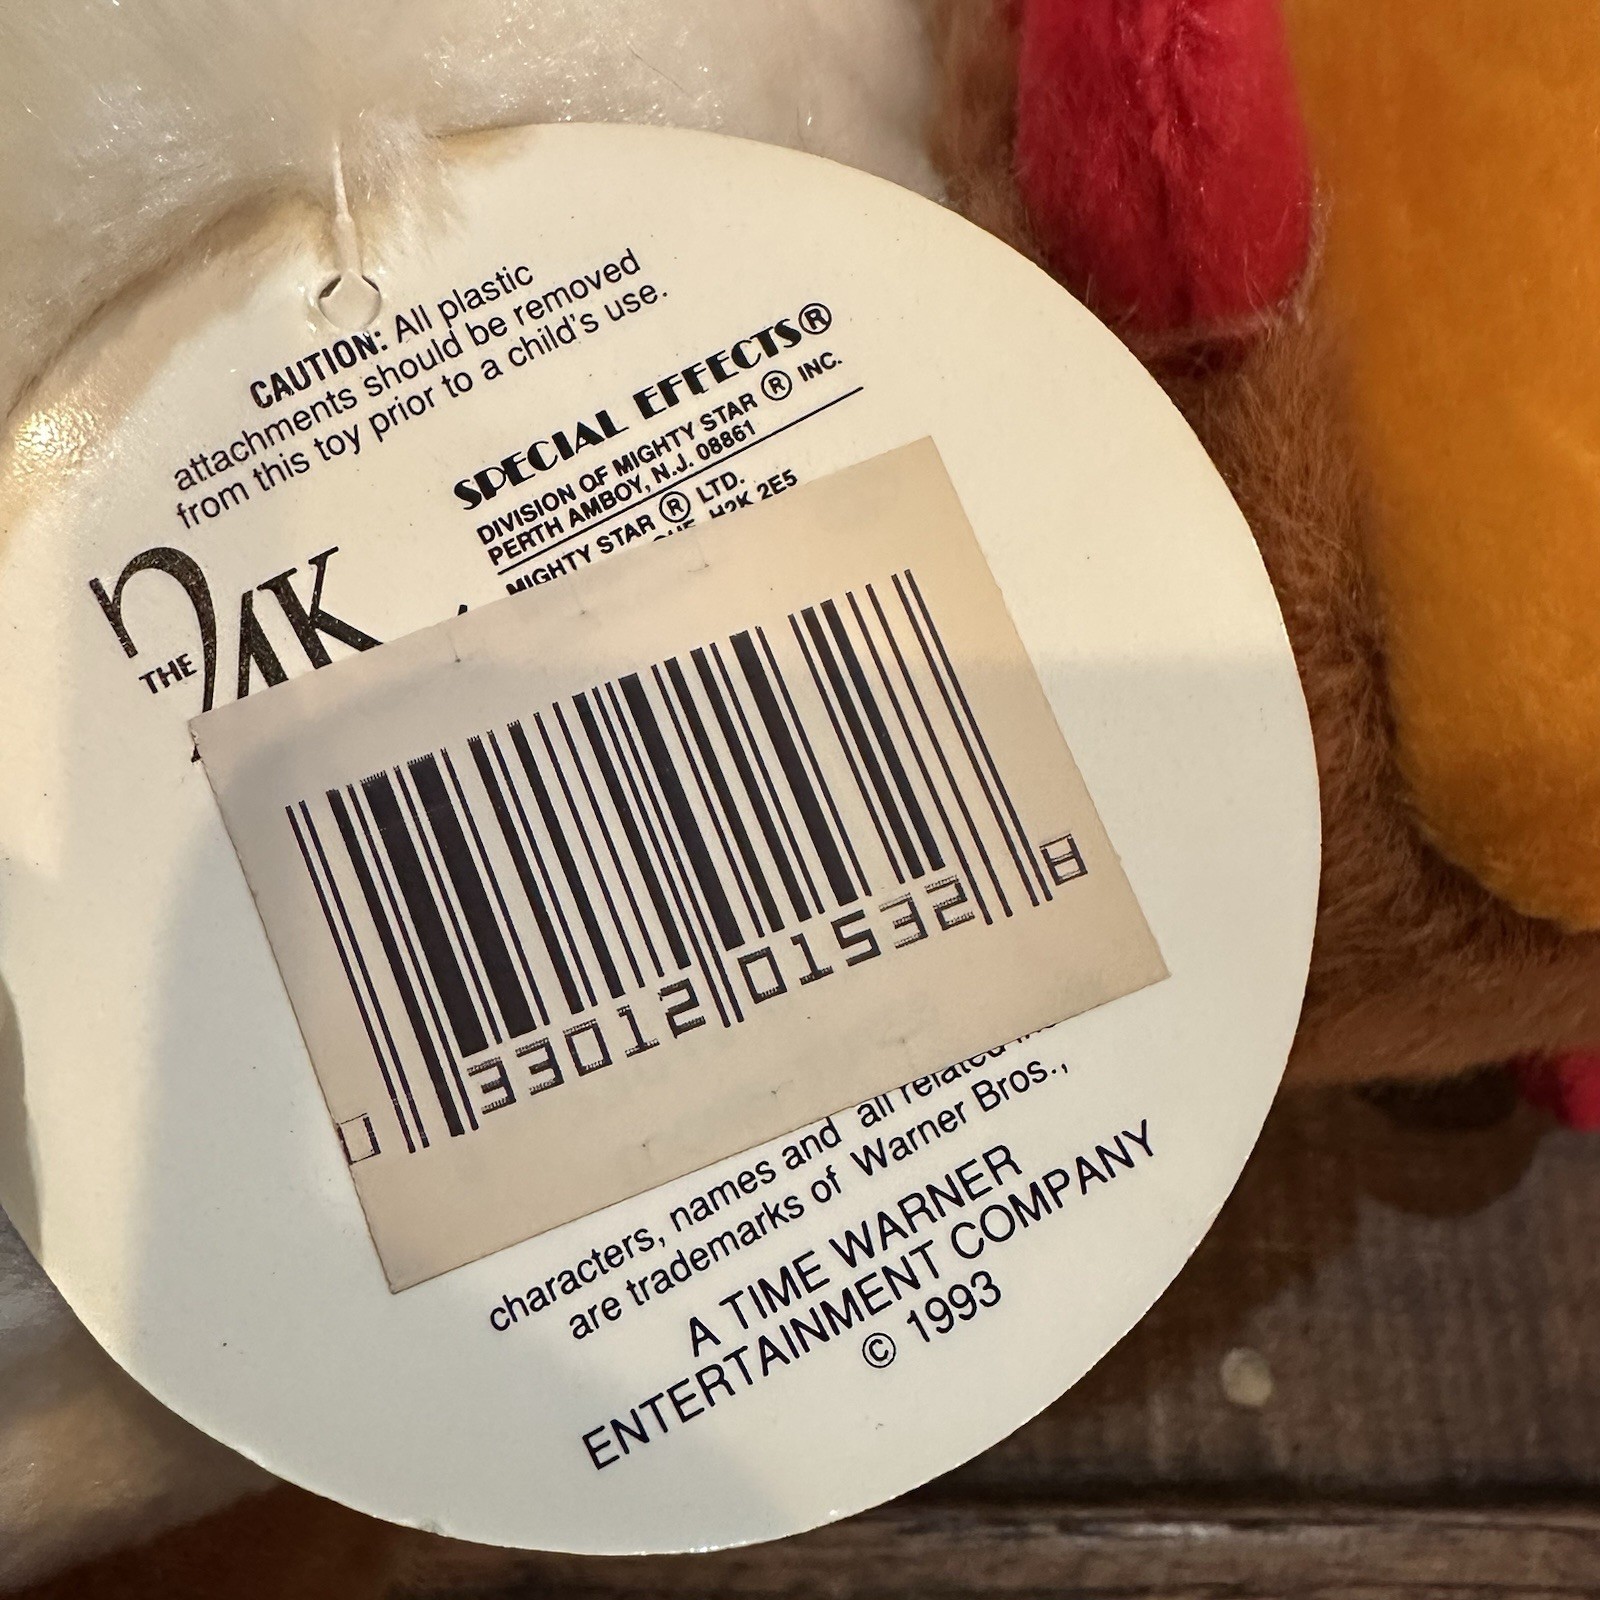 CAUTION: All plastic
attachments should be removed
from this toy prior to a child's use.
SPECIAL EFFECTS®
DIVISION OF MIGHTY STAR ® INC.
PERTH AMBOY, N.J. 08861
MIGHTY STAR ® LTD.
H2K 2E5
THE 24K
0 33012 01532 8
characters, names and all related
are trademarks of Warner Bros.,
A TIME WARNER
ENTERTAINMENT COMPANY
© 1993